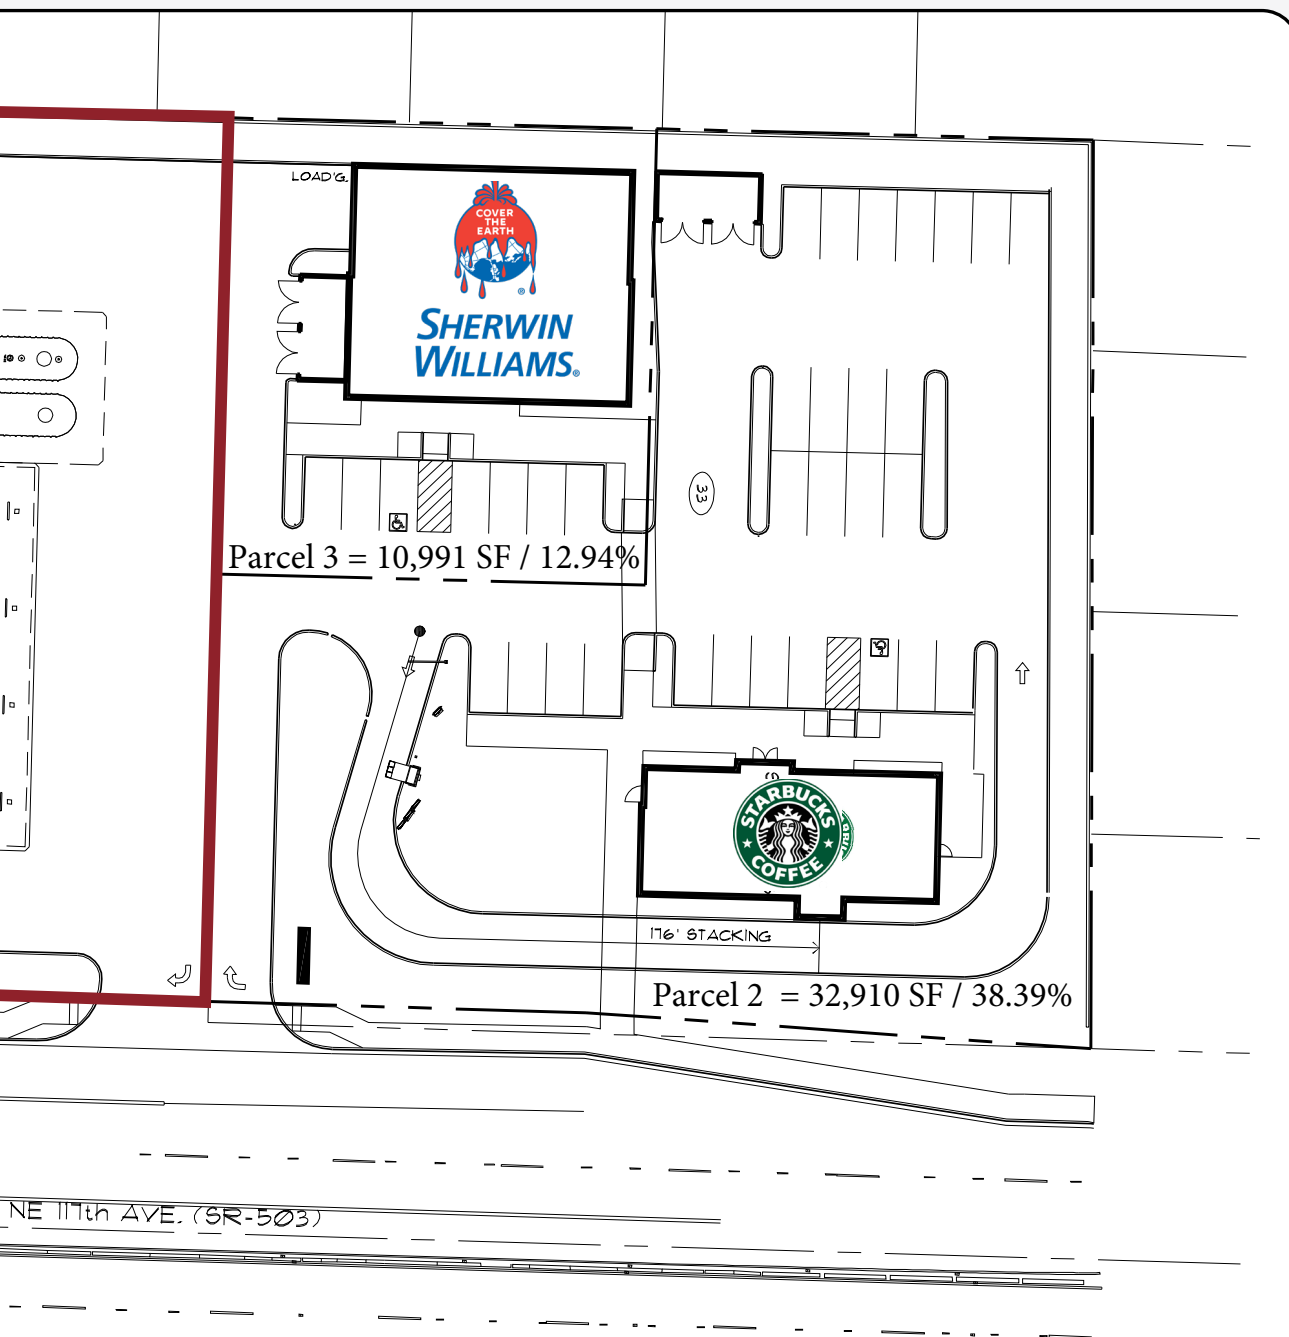 LOAD'G.
COVER
THE
EARTH
®
SHERWIN
WILLIAMS®
33
Parcel 3 = 10,991 SF / 12.94%
STARBUCKS
COFFEE
176' STACKING
Parcel 2 = 32,910 SF / 38.39%
NE 117th AVE. (SR-503)